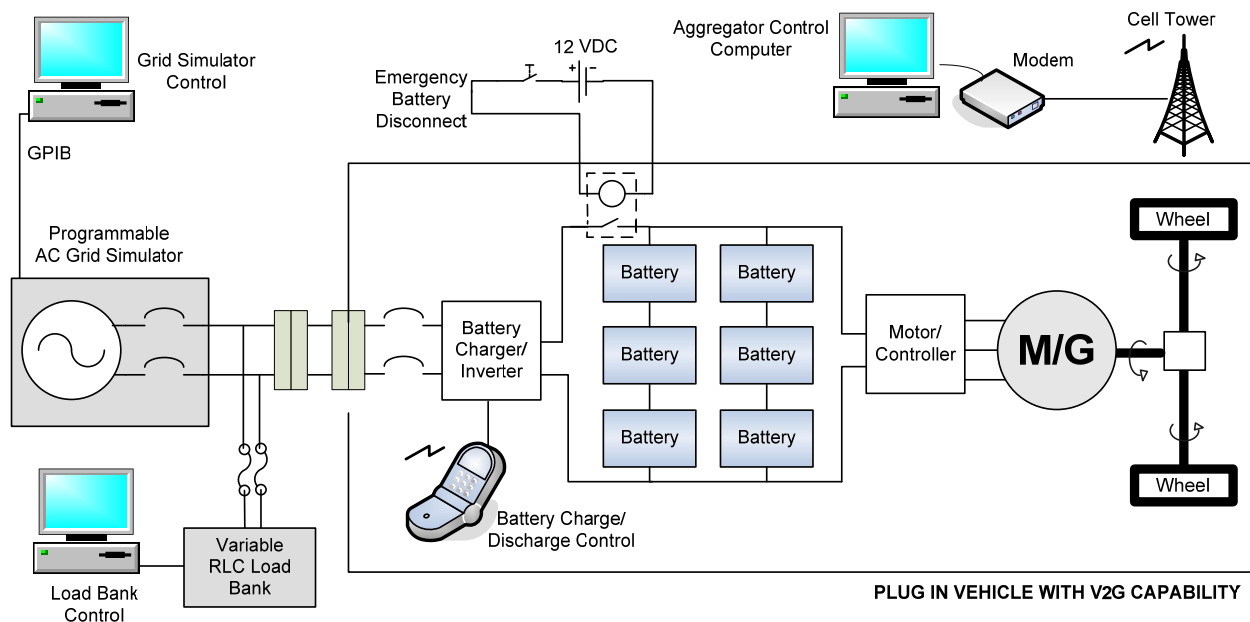 Grid Simulator
Control
GPIB
Programmable
AC Grid Simulator
Emergency
Battery
Disconnect
12 VDC
+
-
Aggregator Control
Computer
Modem
Cell Tower
Battery
Charger/
Inverter
Battery
Battery
Battery
Battery
Battery
Battery
Motor/
Controller
M/G
Wheel
Wheel
Battery Charge/
Discharge Control
Variable
RLC Load
Bank
Load Bank
Control
PLUG IN VEHICLE WITH V2G CAPABILITY